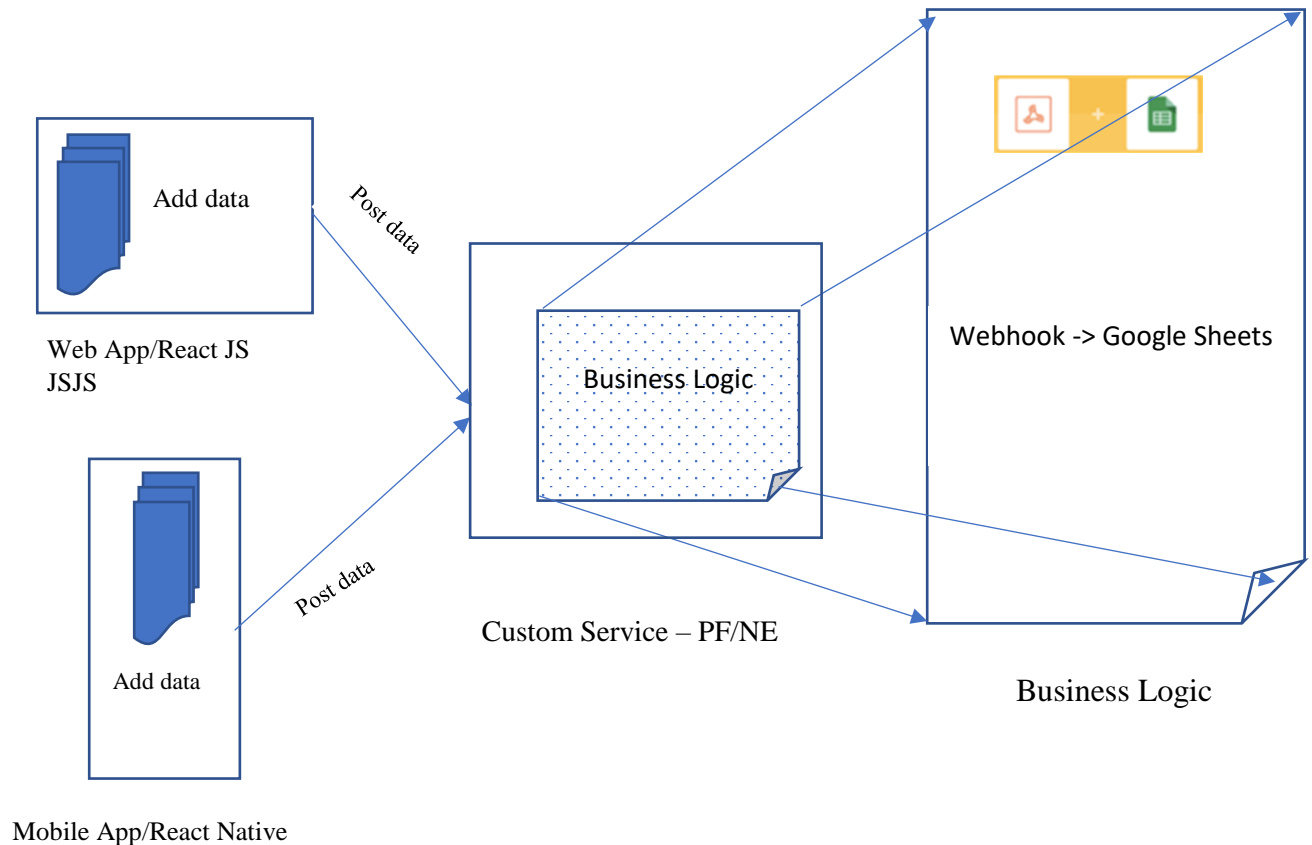 Add data
Post data
Web App/React JS
JSJS
Business Logic
+
Webhook -> Google Sheets
Post data
Add data
Custom Service – PF/NE
Business Logic
Mobile App/React Native